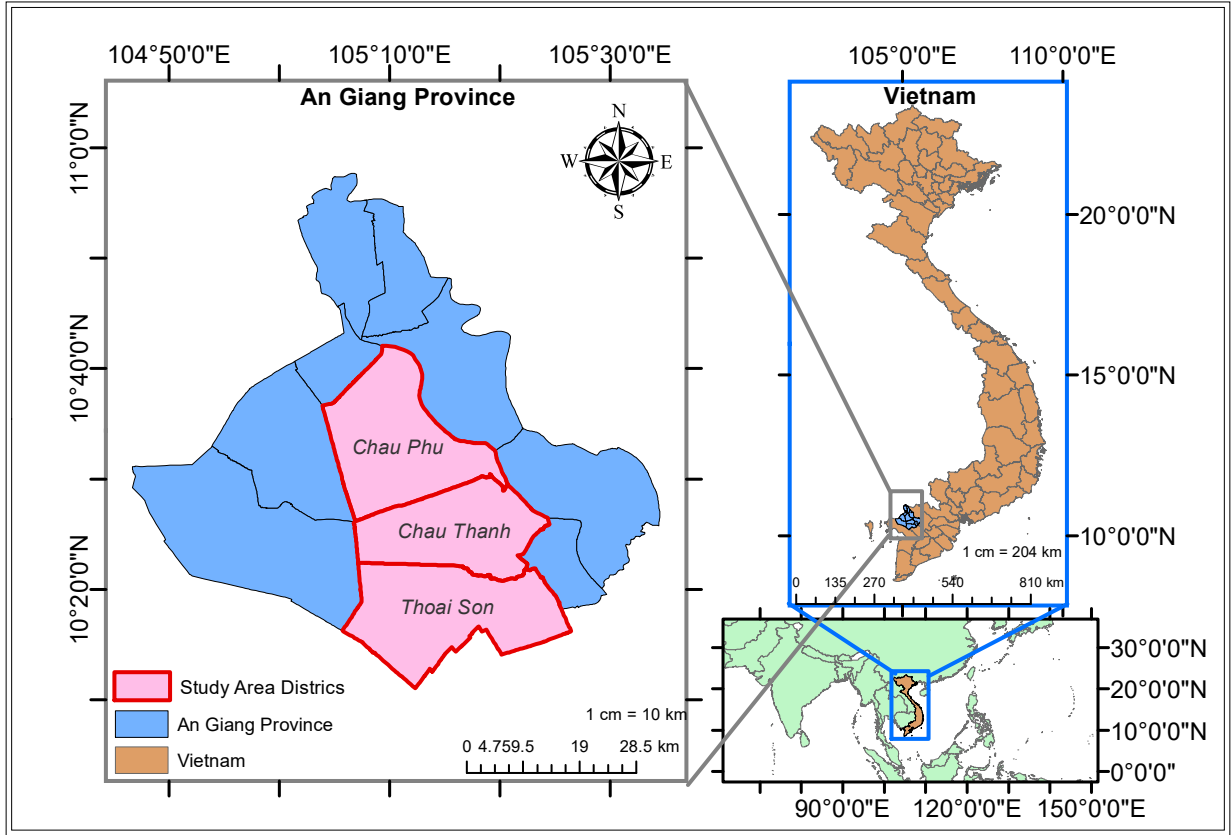 104°50'0"E 105°10'0"E 105°30'0"E
An Giang Province
N
W E
S
11°0'0"N
10°40'0"N
10°20'0"N
Chau Phu
Chau Thanh
Thoai Son
Study Area Districs
An Giang Province
Vietnam
1 cm = 10 km
0 4.759.5 19 28.5 km
105°0'0"E 110°0'0"E
Vietnam
20°0'0"N
15°0'0"N
10°0'0"N
1 cm = 204 km
0 135 270 540 810 km
30°0'0"N
20°0'0"N
10°0'0"N
0°0'0"
90°0'0"E 120°0'0"E 150°0'0"E